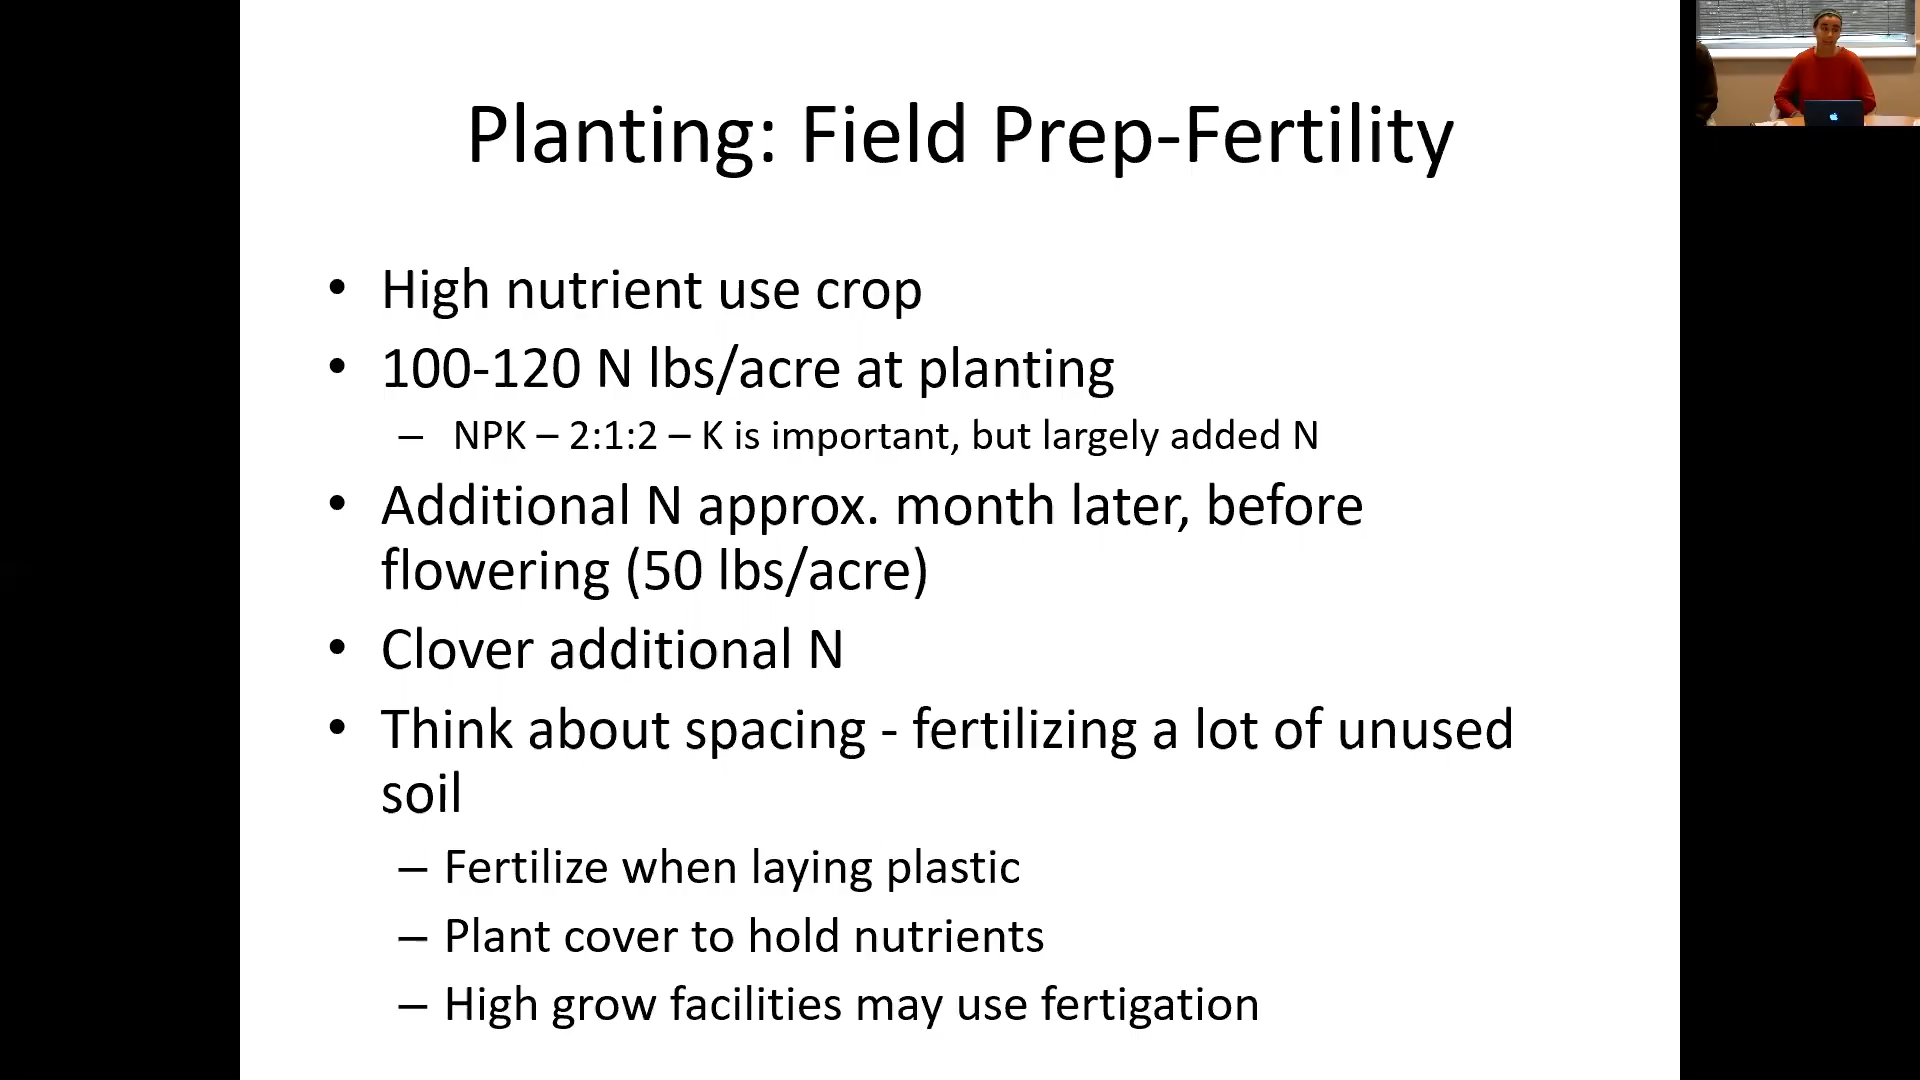 Planting: Field Prep-Fertility
• High nutrient use crop
• 100-120 N lbs/acre at planting
– NPK – 2:1:2 – K is important, but largely added N
• Additional N approx. month later, before
flowering (50 lbs/acre)
• Clover additional N
• Think about spacing - fertilizing a lot of unused
soil
– Fertilize when laying plastic
– Plant cover to hold nutrients
– High grow facilities may use fertigation